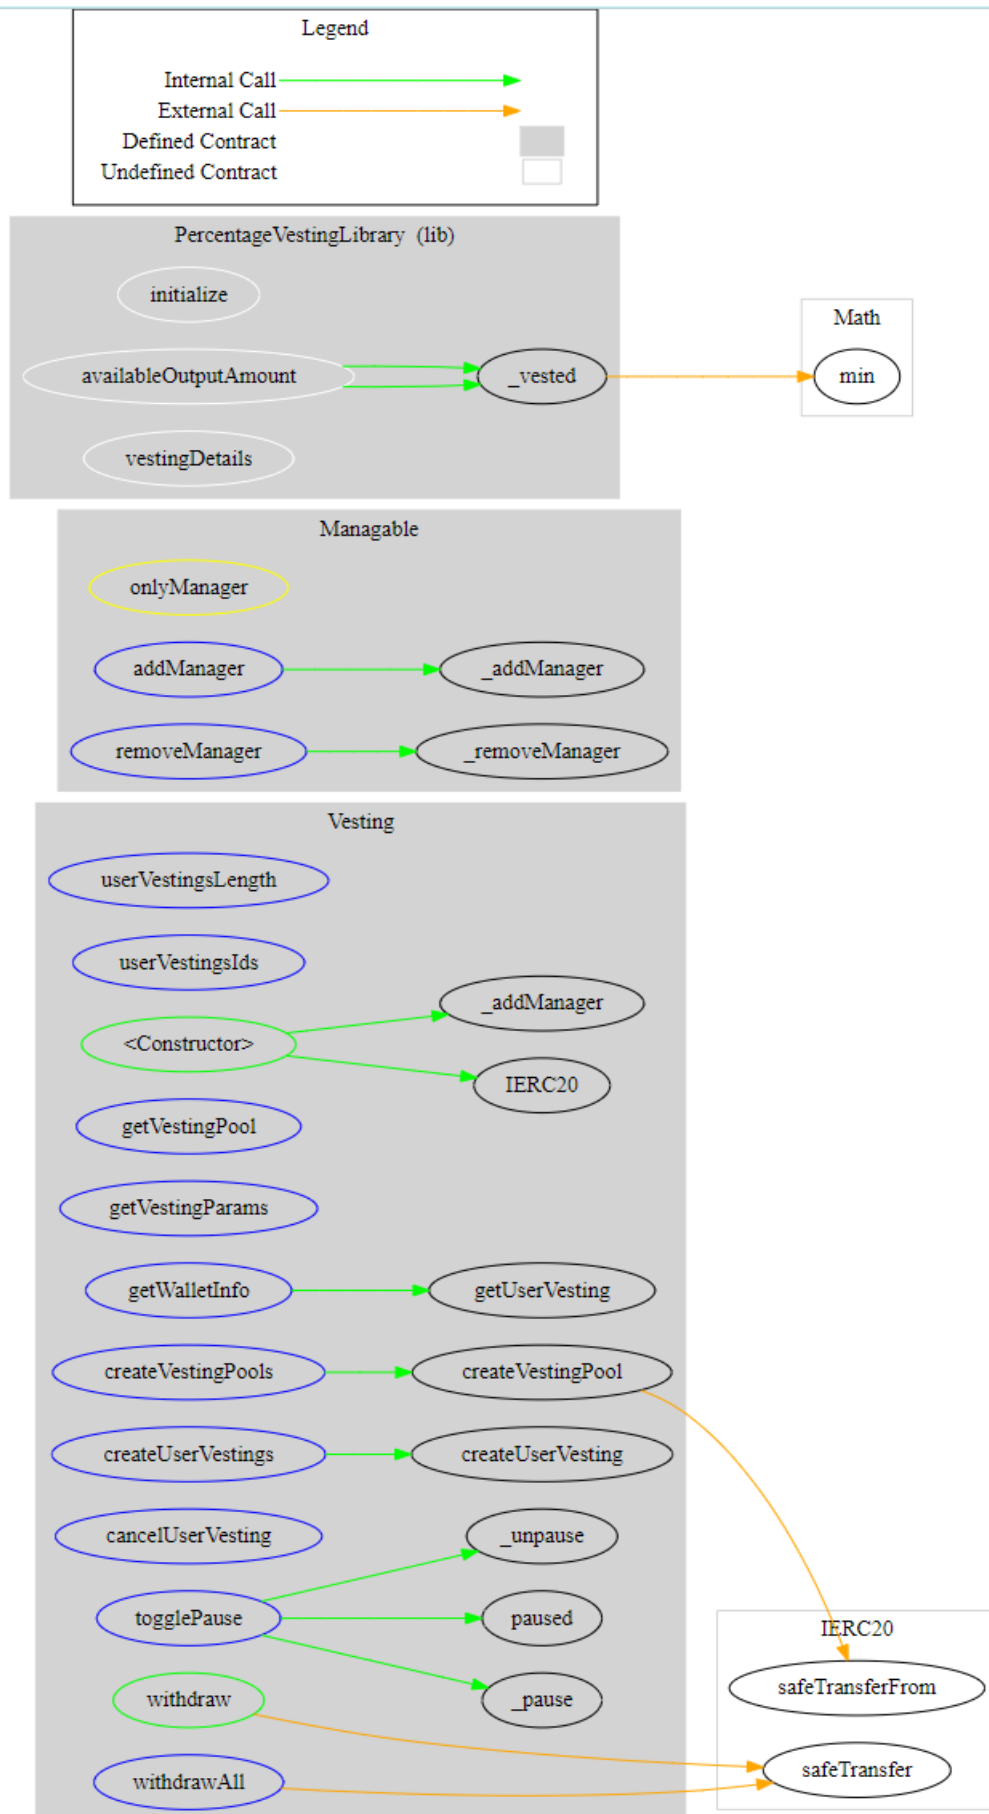 Legend
Internal Call
External Call
Defined Contract
Undefined Contract
PercentageVestingLibrary (lib)
initialize
availableOutputAmount
_vested
vestingDetails
Math
min
Managable
onlyManager
addManager
_addManager
removeManager
_removeManager
Vesting
userVestingsLength
userVestingsIds
_addManager
<Constructor>
IERC20
getVestingPool
getVestingParams
getWalletInfo
getUserVesting
createVestingPools
createVestingPool
createUserVestings
createUserVesting
cancelUserVesting
_unpause
togglePause
paused
withdraw
_pause
withdrawAll
IERC20
safeTransferFrom
safeTransfer